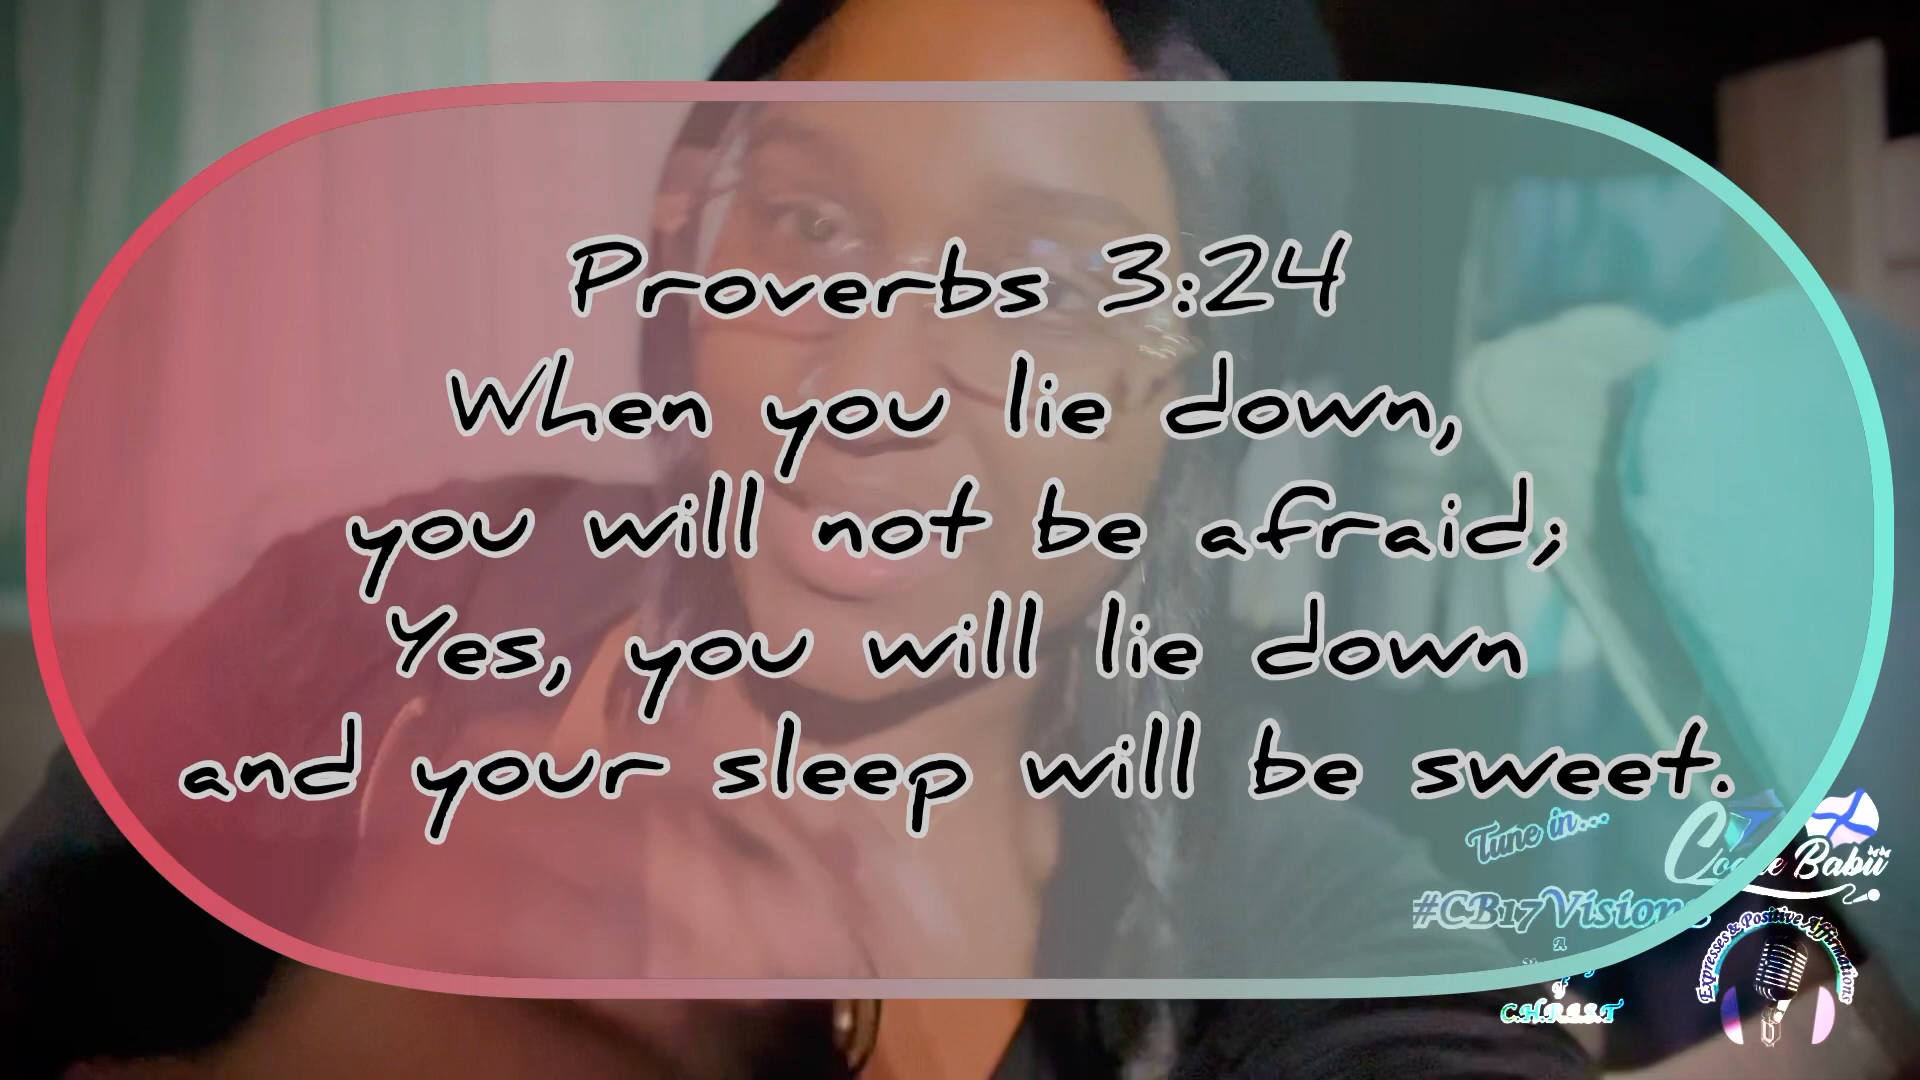 Proverbs 3:24
When you lie down,
you will not be afraid;
Yes, you will lie down
and your sleep will be sweet.
Tune in...
Babii
#CB17Visions
A
of
C.H.R.I.S.T
Expresses & Positive Affirmations